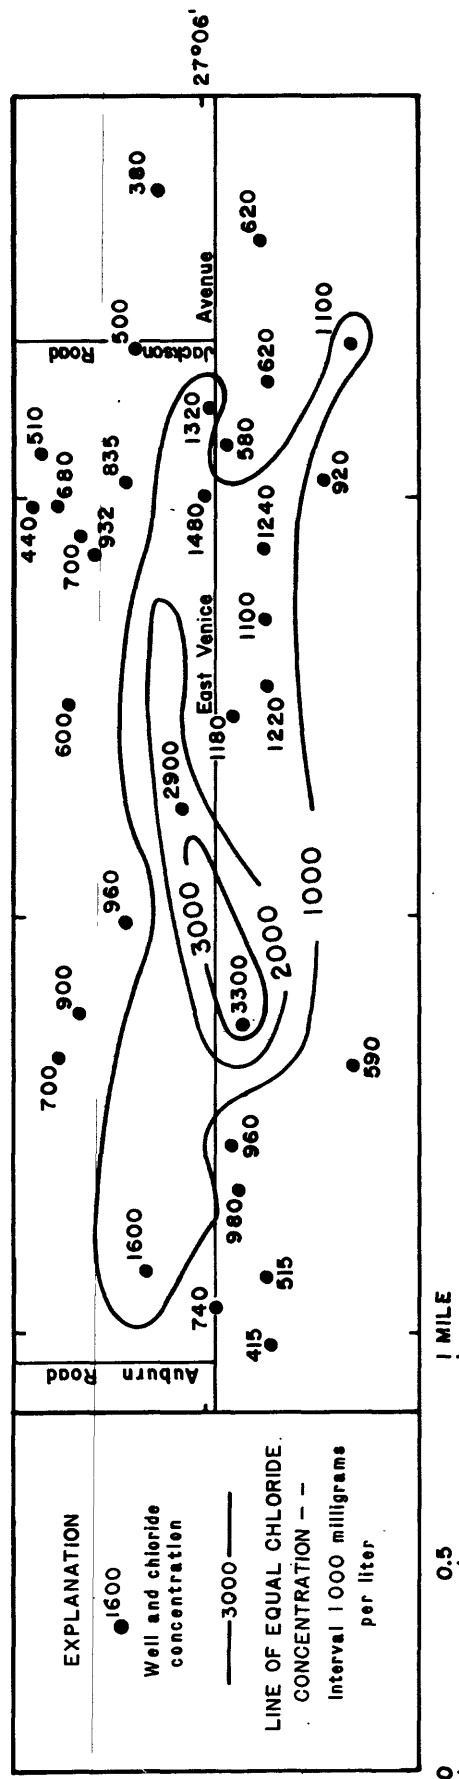 EXPLANATION
1600
Well and chloride
concentration
3000
LINE OF EQUAL CHLORIDE.
CONCENTRATION – –
Interval 1000 milligrams
per liter
0
0.5
1 MILE
Auburn
Road
1600
740
415
515
980
960
700
900
590
960
3300
3000
2000
1000
2900
600
1180
1220
1100
1240
East Venice
Avenue
1480
1320
580
620
920
1100
440
510
680
700
932
835
500
Jackson
Road
380
620
27°06'